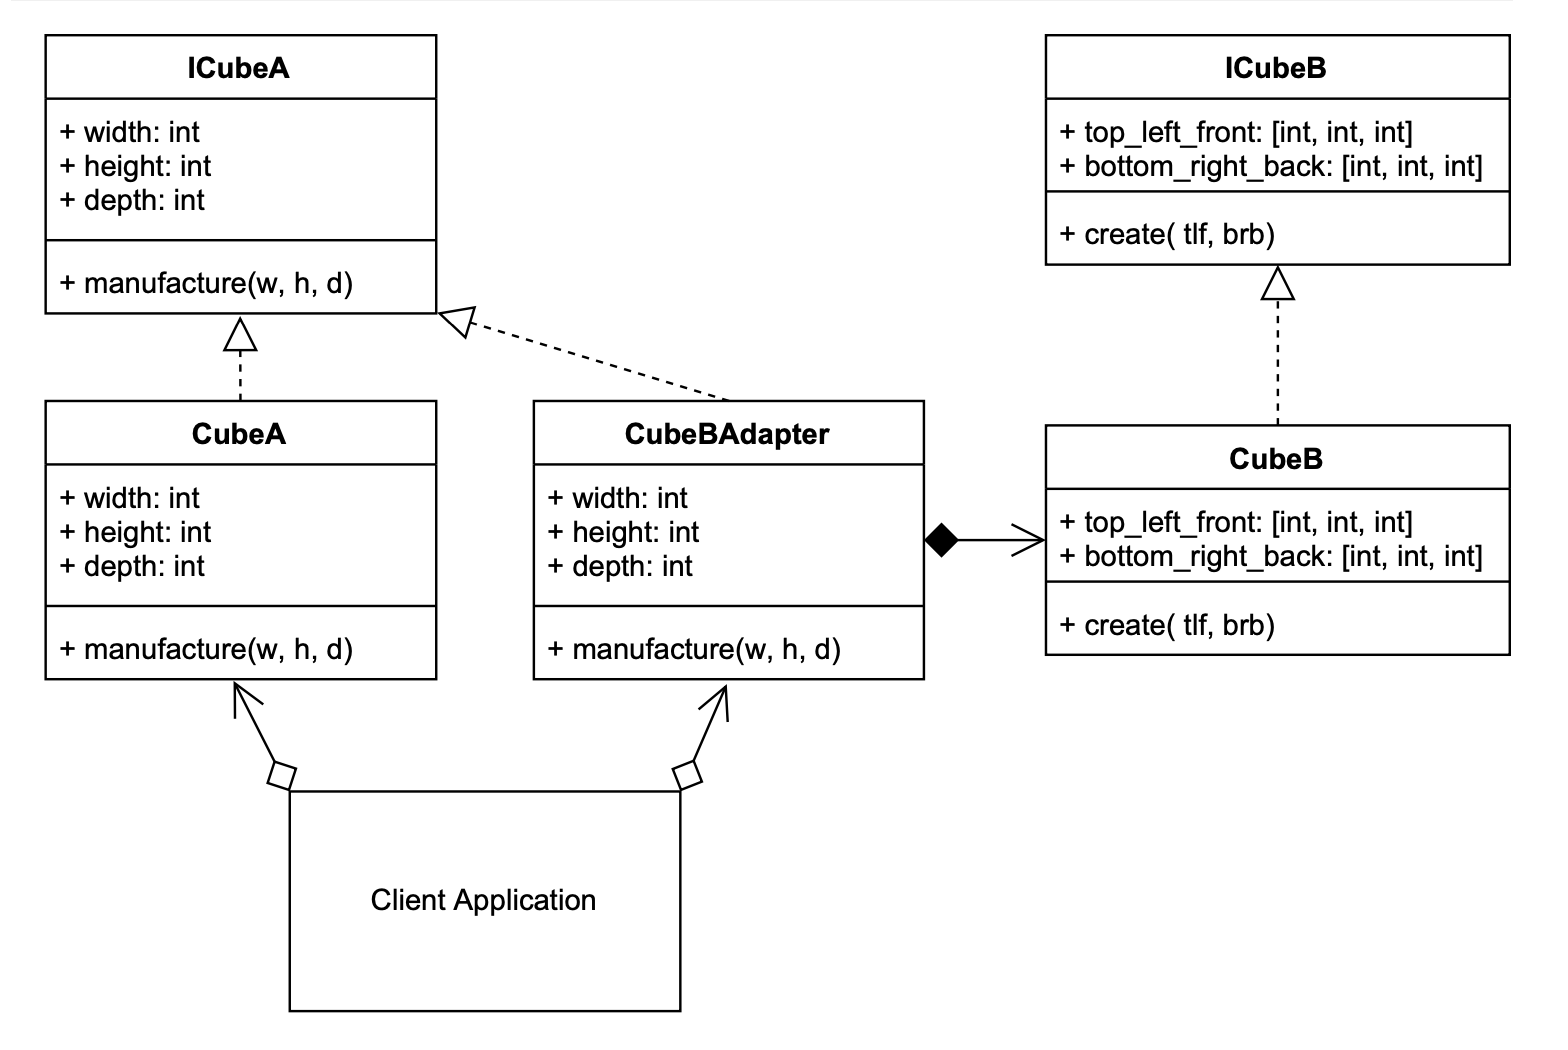 ICubeA
+ width: int
+ height: int
+ depth: int
+ manufacture(w, h, d)
ICubeB
+ top_left_front: [int, int, int]
+ bottom_right_back: [int, int, int]
+ create( tlf, brb)
CubeA
+ width: int
+ height: int
+ depth: int
+ manufacture(w, h, d)
CubeBAdapter
+ width: int
+ height: int
+ depth: int
+ manufacture(w, h, d)
CubeB
+ top_left_front: [int, int, int]
+ bottom_right_back: [int, int, int]
+ create( tlf, brb)
Client Application